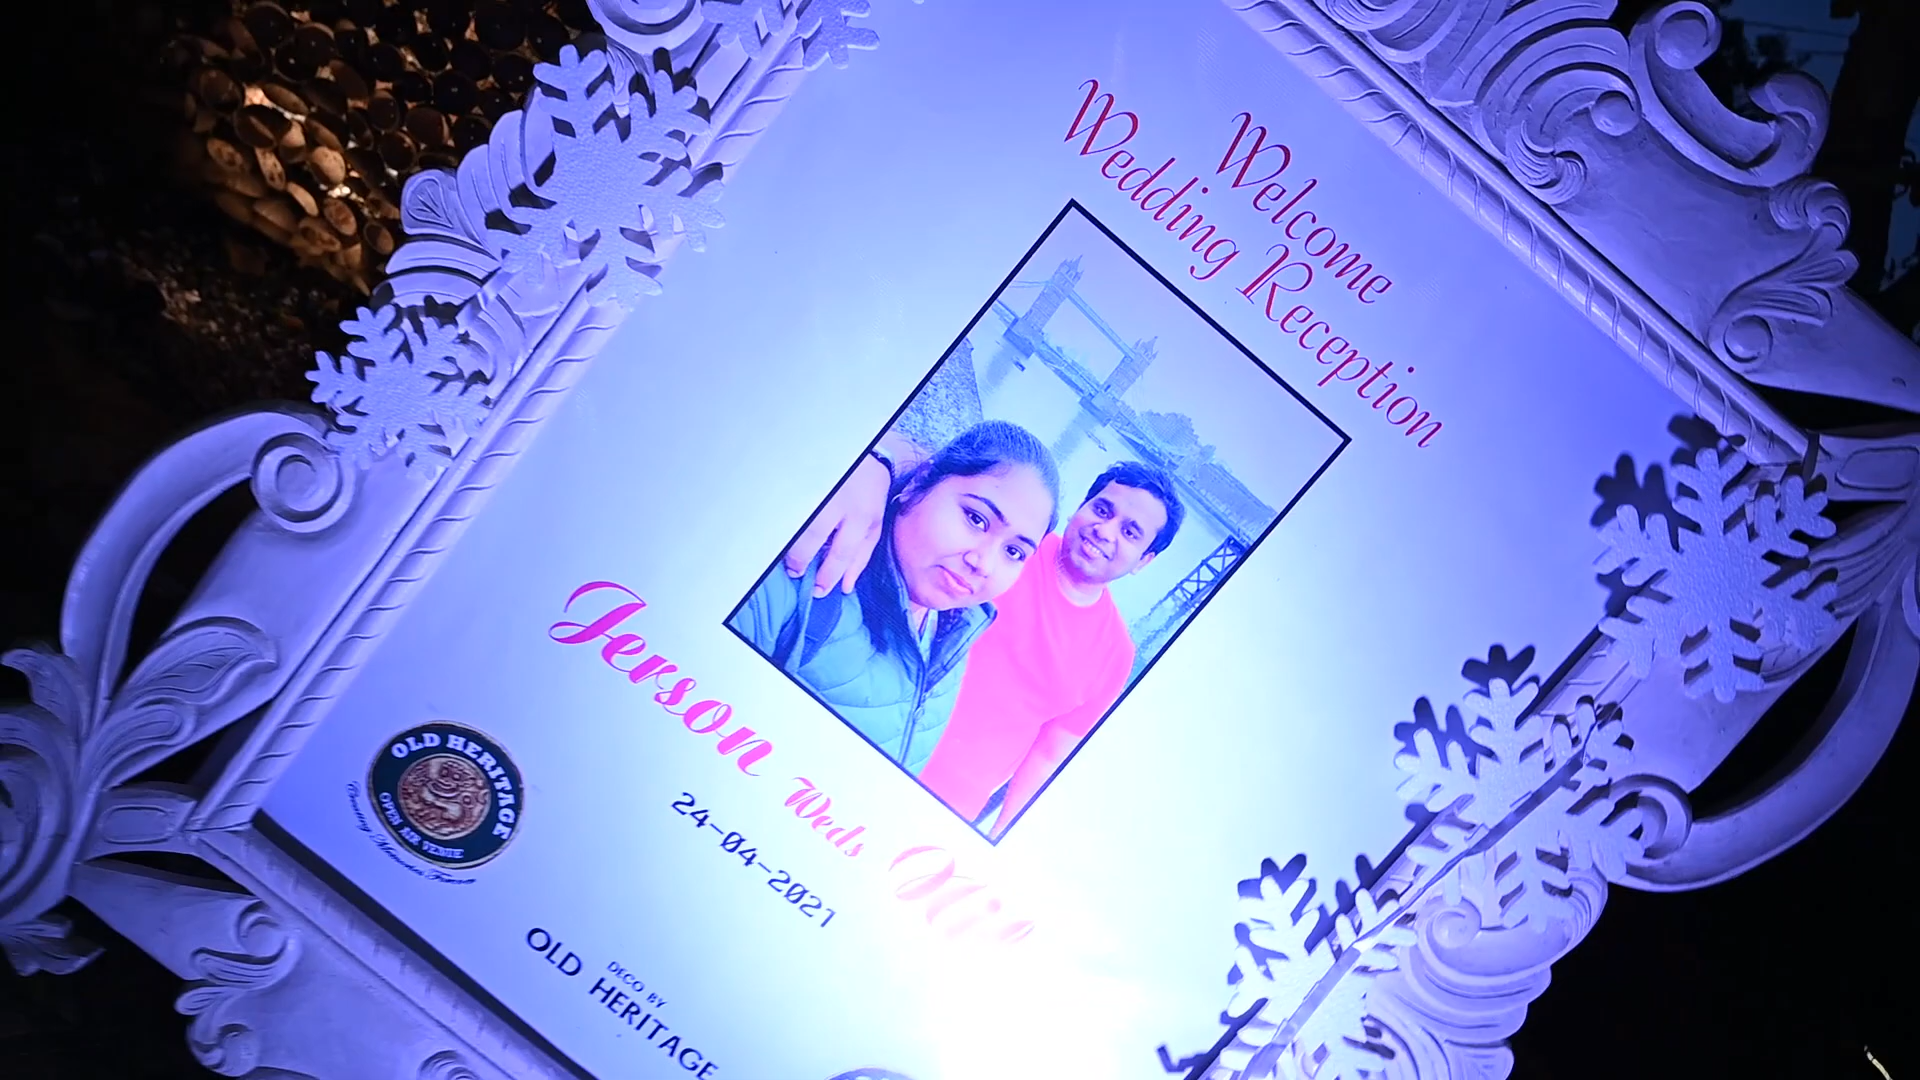 Welcome
Wedding Reception
Jerson Weds
24-04-2021
DECO BY
OLD HERITAGE
OLD HERITAGE
OPEN AIR VENUE